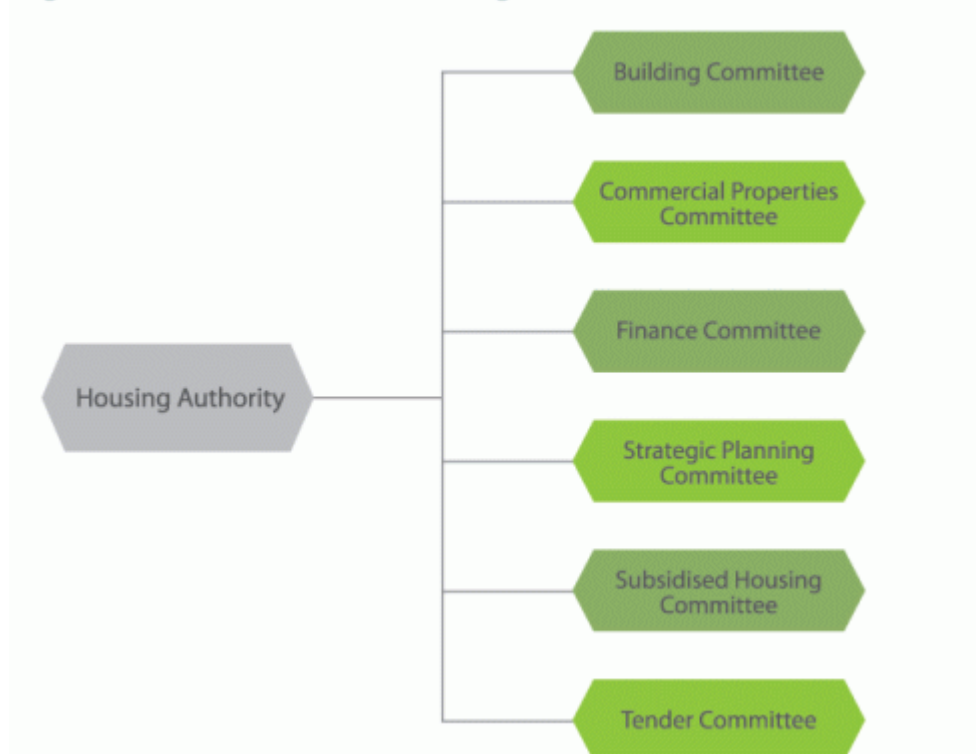 Building Committee
Commercial Properties
Committee
Finance Committee
Housing Authority
Strategic Planning
Committee
Subsidised Housing
Committee
Tender Committee